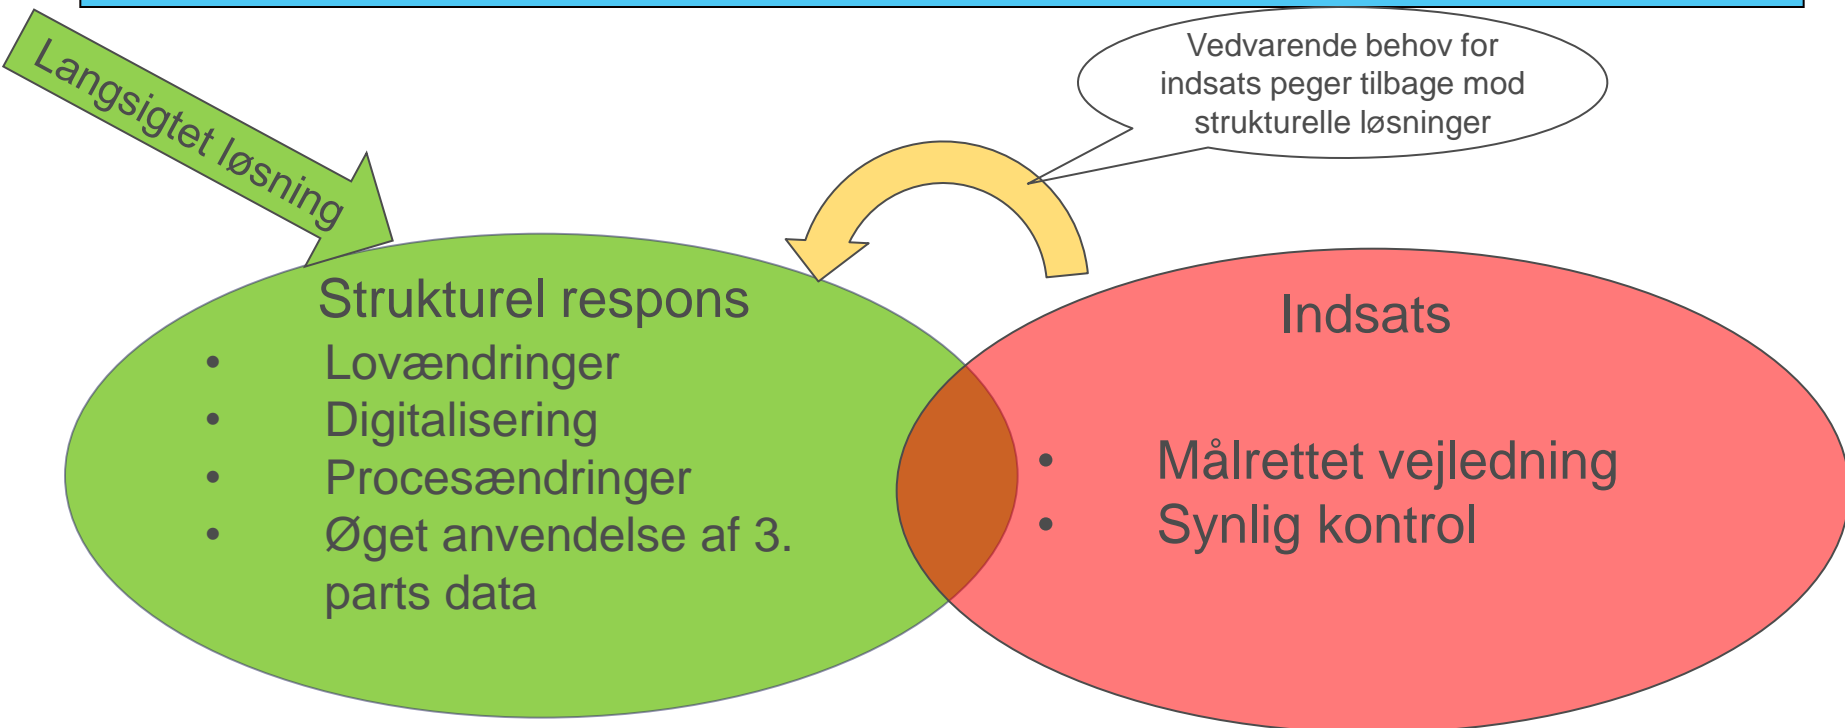 Langsigtet løsning
Vedvarende behov for
indsats peger tilbage mod
strukturelle løsninger
Strukturel respons
• Lovændringer
• Digitalisering
• Procesændringer
• Øget anvendelse af 3.
parts data
Indsats
• Målrettet vejledning
• Synlig kontrol